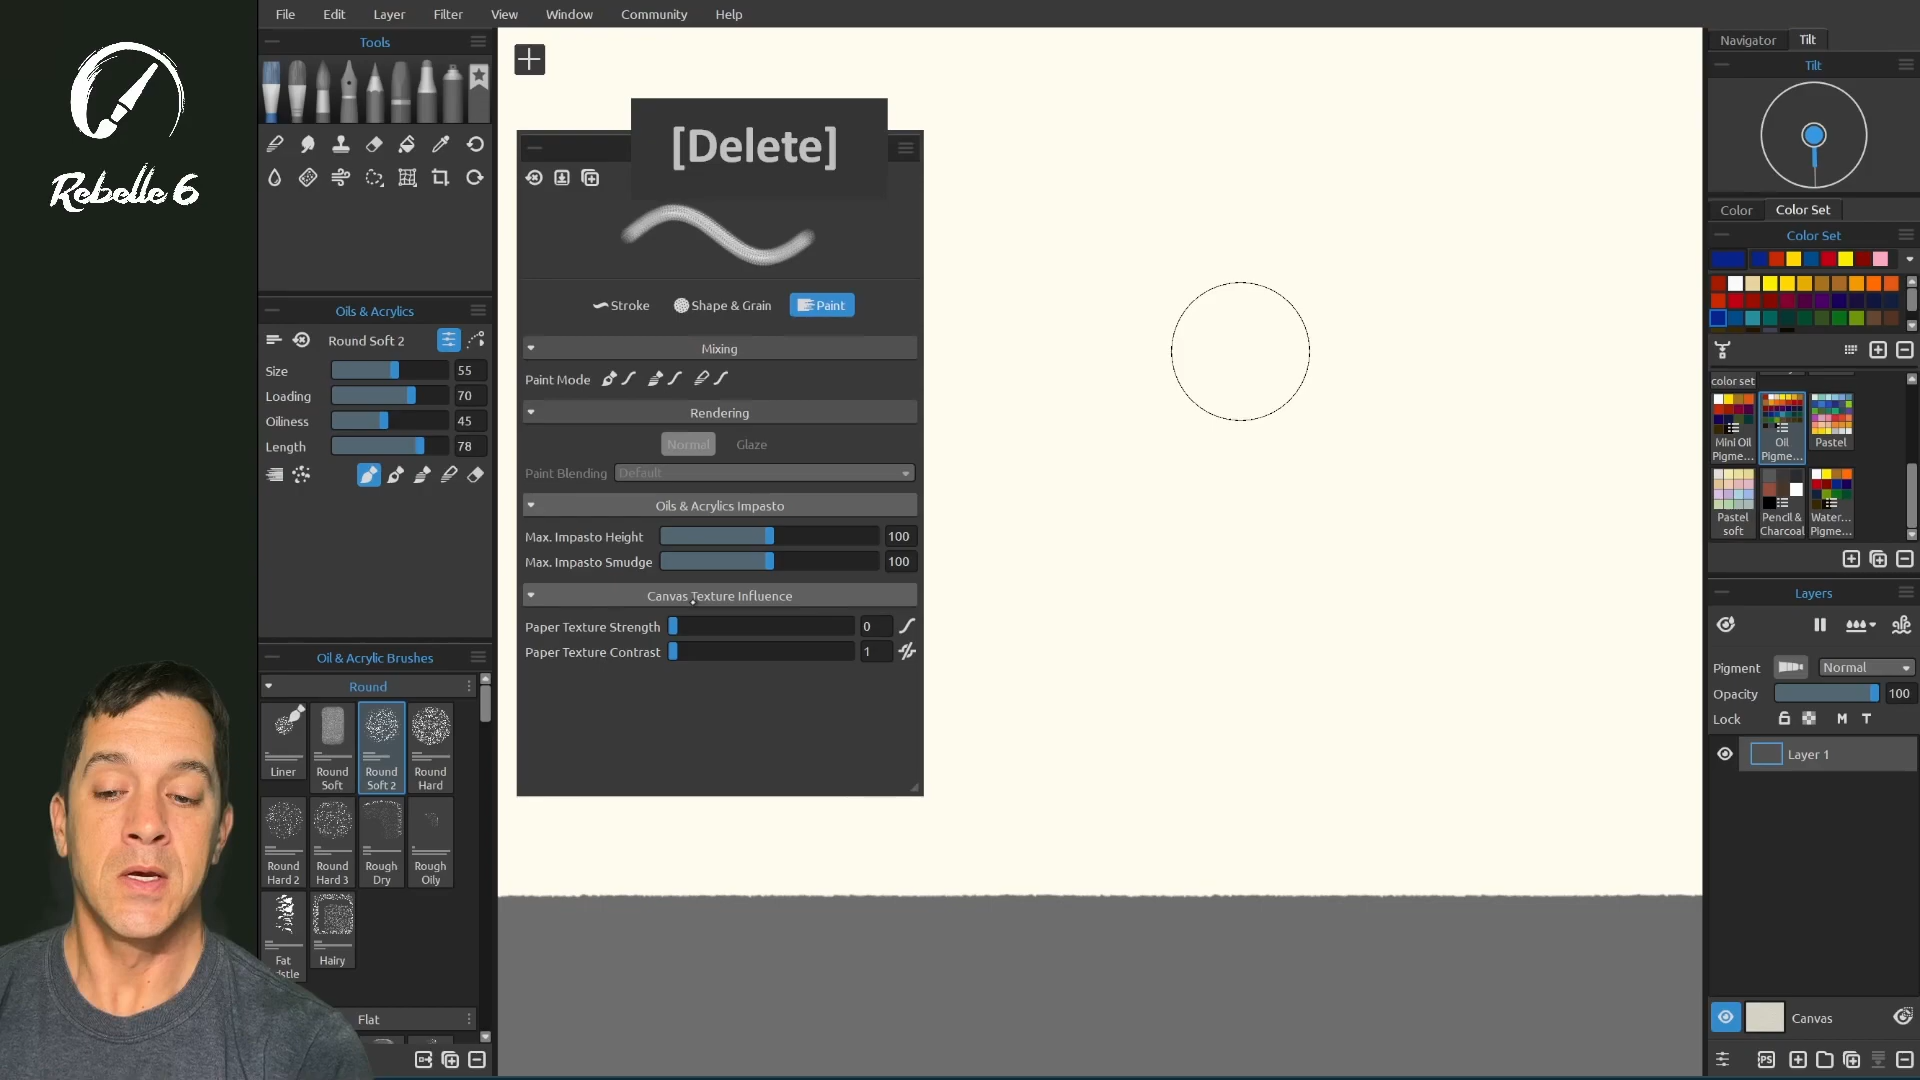 Rebelle 6
File
Edit
Layer
Filter
View
Window
Community
Help
Tools
Oils & Acrylics
Round Soft 2
Size
55
Loading
70
Oiliness
45
Length
78
Oil & Acrylic Brushes
Round
Liner
Round
Soft
Round
Soft 2
Round
Hard
Round
Hard 2
Round
Hard 3
Rough
Dry
Rough
Oily
Fat
Hairy
Flat
[Delete]
Stroke
Shape & Grain
Paint
Mixing
Paint Mode
Rendering
Normal
Glaze
Paint Blending
Default
Oils & Acrylics Impasto
Max. Impasto Height
100
Max. Impasto Smudge
100
Canvas Texture Influence
Paper Texture Strength
0
Paper Texture Contrast
1
Navigator
Tilt
Tilt
Color
Color Set
Color Set
color set
Mini Oil
Pigme...
Oil
Pigme...
Pastel
Pastel
soft
Pencil &
Charcoal
Water...
Pigme...
Layers
Pigment
Normal
Opacity
100
Lock
M
T
Layer 1
Canvas
PS